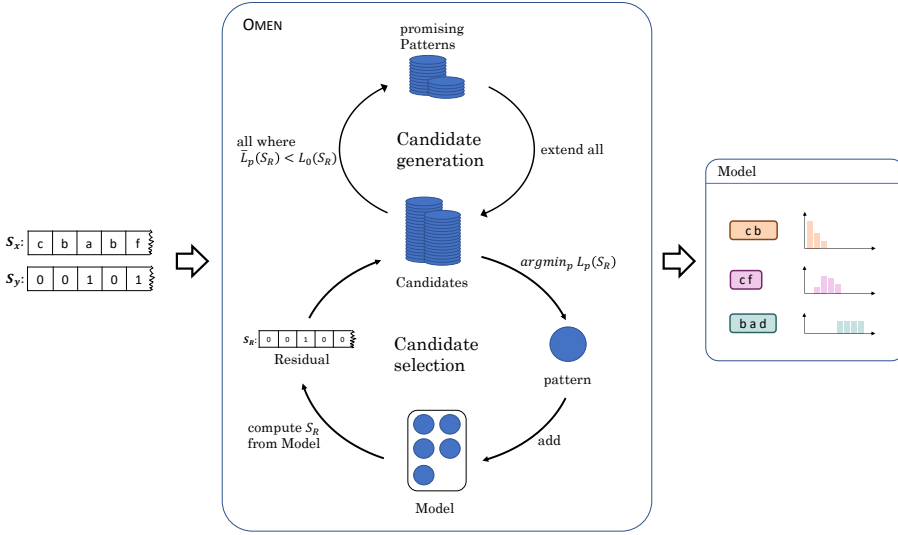 OMEN
promising
Patterns
all where
L̄_p(S_R) < L_0(S_R)
Candidate
generation
extend all
S_x: c b a b f
S_y: 0 0 1 0 1
Candidates
argmin_p L_p(S_R)
S_R: 0 0 1 0 0
Residual
Candidate
selection
pattern
compute S_R
from Model
add
Model
Model
c b
c f
b a d